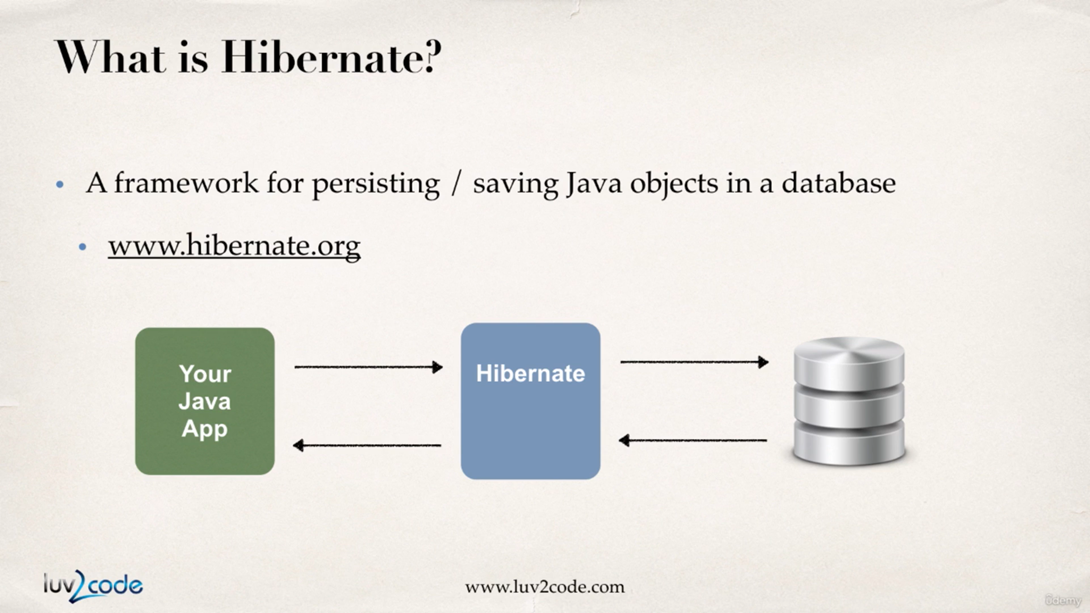 What is Hibernate?
• A framework for persisting / saving Java objects in a database
• www.hibernate.org
Your
Java
App
Hibernate
luv2code
www.luv2code.com
ûdemy